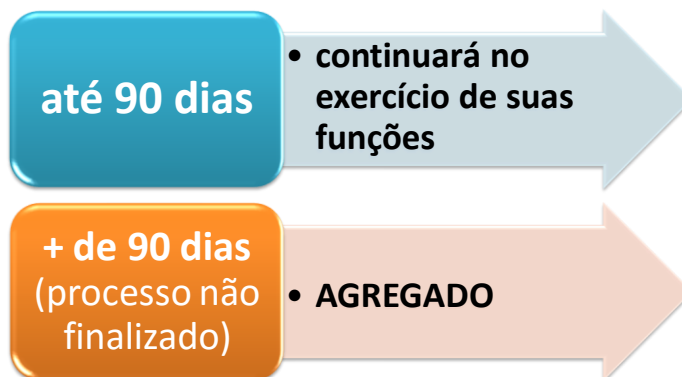 até 90 dias
• continuará no
exercício de suas
funções
+ de 90 dias
(processo não
finalizado)
• AGREGADO